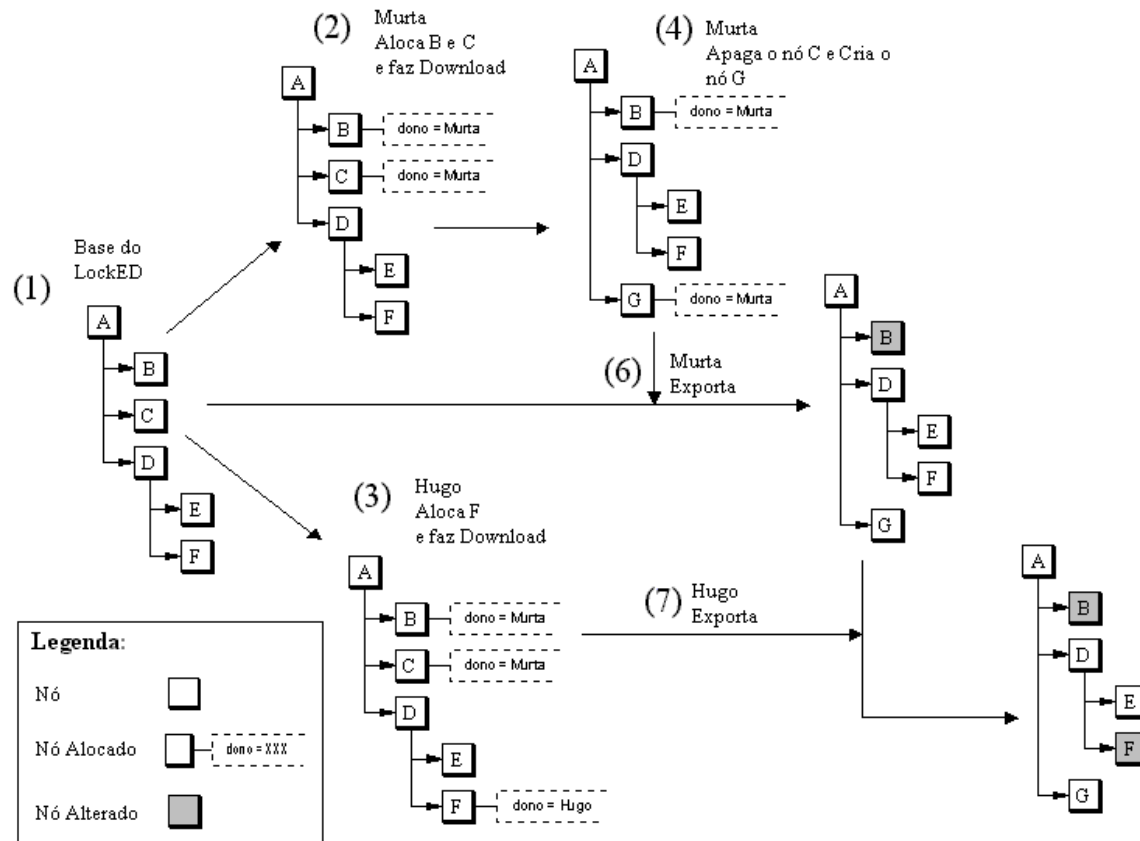 (2)
Murta
Aloca B e C
e faz Download
A
B
dono = Murta
C
dono = Murta
D
E
F
(4)
Murta
Apaga o nó C e Cria o
nó G
A
B
dono = Murta
D
E
F
G
dono = Murta
(1)
Base do
LockED
A
B
C
D
E
F
(6)
Murta
Exporta
A
B
D
E
F
G
(3)
Hugo
Aloca F
e faz Download
A
B
dono = Murta
C
dono = Murta
D
E
F
dono = Hugo
(7)
Hugo
Exporta
A
B
D
E
F
G
Legenda:
Nó
Nó Alocado
dono = XXX
Nó Alterado